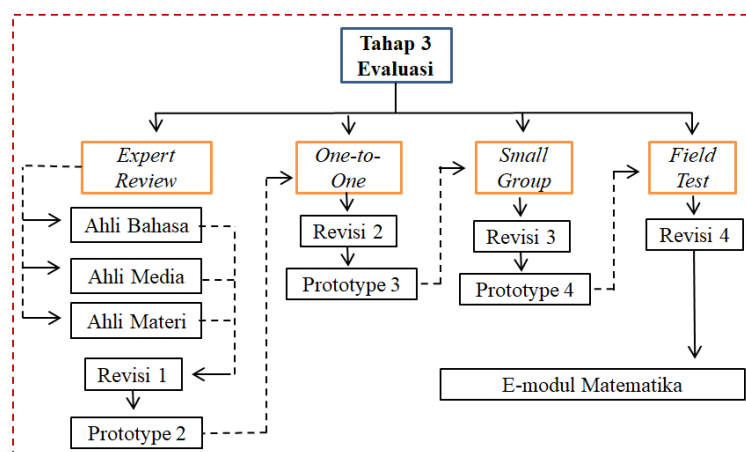 Tahap 3
Evaluasi
Expert
Review
One-to-
One
Small
Group
Field
Test
Ahli Bahasa
Ahli Media
Ahli Materi
Revisi 1
Prototype 2
Revisi 2
Prototype 3
Revisi 3
Prototype 4
Revisi 4
E-modul Matematika